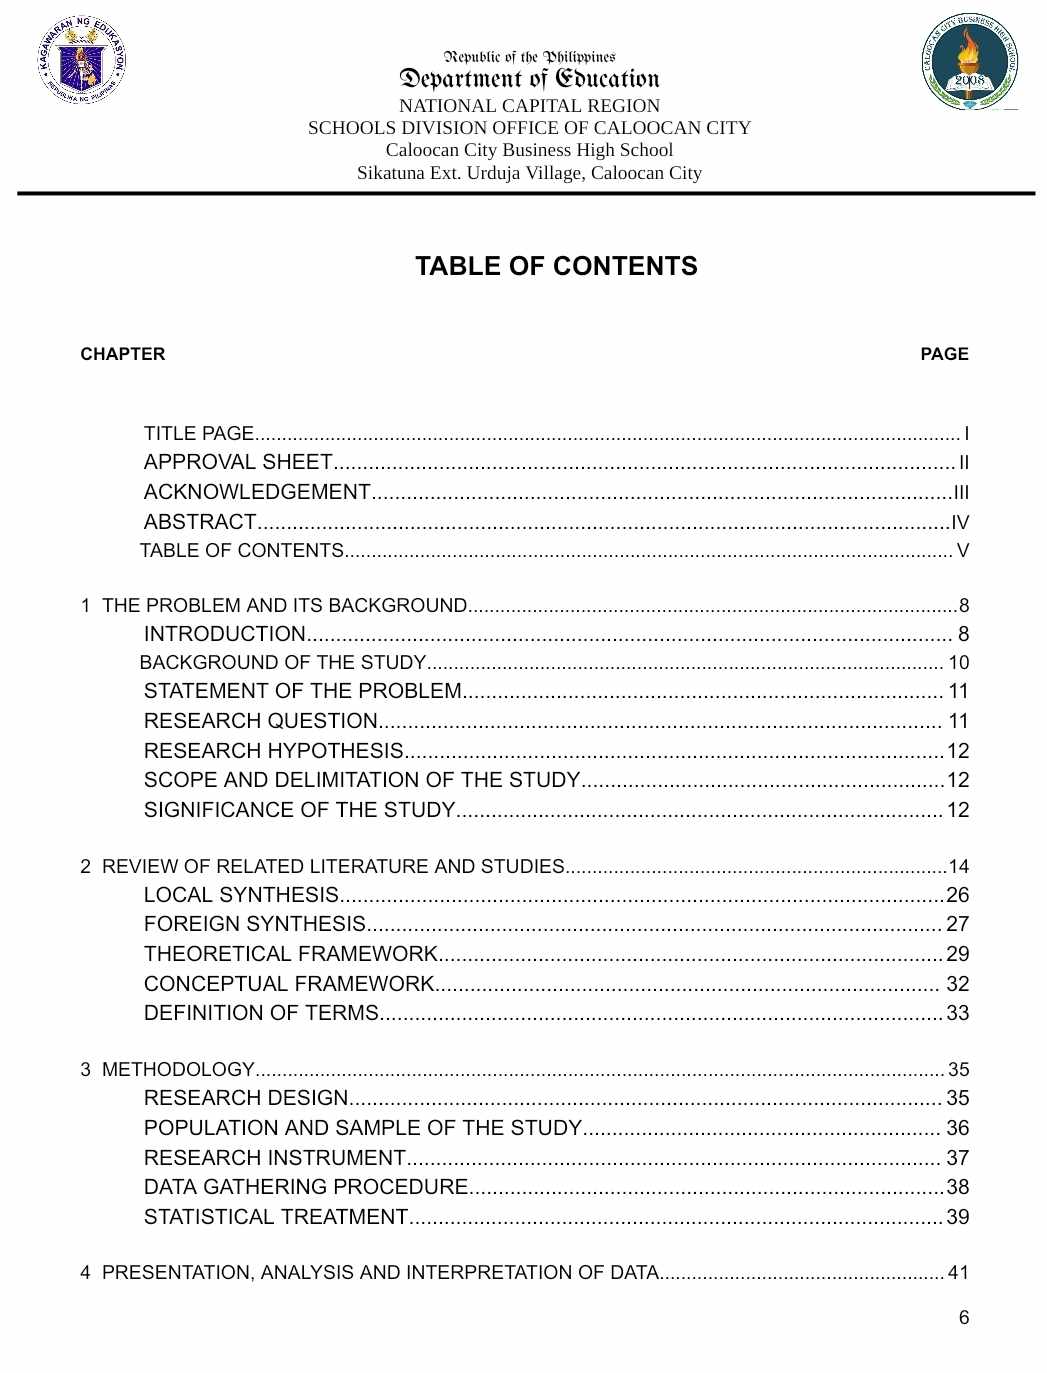 KAGAWARAN NG EDUKASYON
REPUBLIKA NG PILIPINAS
CALOOCAN CITY BUSINESS HIGH SCHOOL
2008
Republic of the Philippines
Department of Education
NATIONAL CAPITAL REGION
SCHOOLS DIVISION OFFICE OF CALOOCAN CITY
Caloocan City Business High School
Sikatuna Ext. Urduja Village, Caloocan City
TABLE OF CONTENTS
CHAPTER PAGE
TITLE PAGE.................... I
APPROVAL SHEET.................... II
ACKNOWLEDGEMENT....................III
ABSTRACT....................IV
TABLE OF CONTENTS.................... V
1 THE PROBLEM AND ITS BACKGROUND....................8
INTRODUCTION.................... 8
BACKGROUND OF THE STUDY.................... 10
STATEMENT OF THE PROBLEM.................... 11
RESEARCH QUESTION.................... 11
RESEARCH HYPOTHESIS....................12
SCOPE AND DELIMITATION OF THE STUDY....................12
SIGNIFICANCE OF THE STUDY.................... 12
2 REVIEW OF RELATED LITERATURE AND STUDIES....................14
LOCAL SYNTHESIS....................26
FOREIGN SYNTHESIS.................... 27
THEORETICAL FRAMEWORK.................... 29
CONCEPTUAL FRAMEWORK.................... 32
DEFINITION OF TERMS.................... 33
3 METHODOLOGY.................... 35
RESEARCH DESIGN.................... 35
POPULATION AND SAMPLE OF THE STUDY.................... 36
RESEARCH INSTRUMENT.................... 37
DATA GATHERING PROCEDURE....................38
STATISTICAL TREATMENT.................... 39
4 PRESENTATION, ANALYSIS AND INTERPRETATION OF DATA.................... 41
6